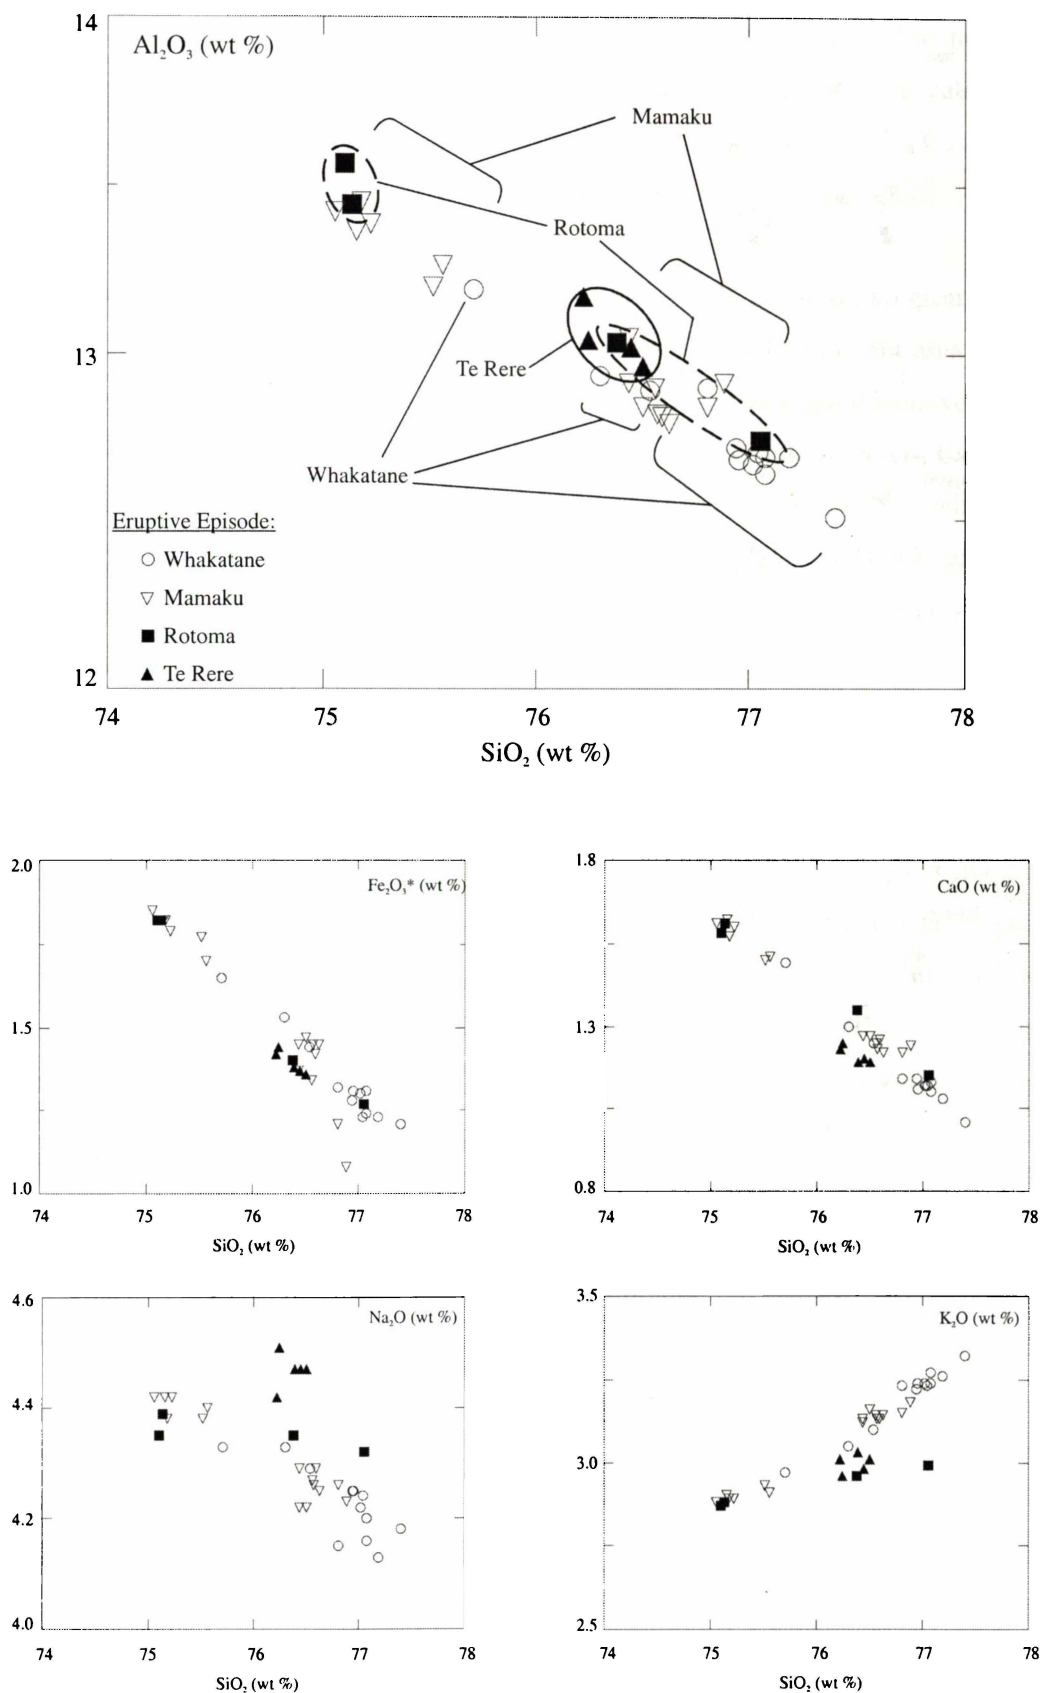 14
Al₂O₃ (wt %)
Mamaku
Rotoma
13
Te Rere
Whakatane
Eruptive Episode:
Whakatane
Mamaku
Rotoma
Te Rere
12
74 75 76 77 78
SiO₂ (wt %)
2.0
Fe₂O₃* (wt %)
1.5
1.0
74 75 76 77 78
SiO₂ (wt %)
1.8
CaO (wt %)
1.3
0.8
74 75 76 77 78
SiO₂ (wt %)
4.6
Na₂O (wt %)
4.4
4.2
4.0
74 75 76 77 78
SiO₂ (wt %)
3.5
K₂O (wt %)
3.0
2.5
74 75 76 77 78
SiO₂ (wt %)